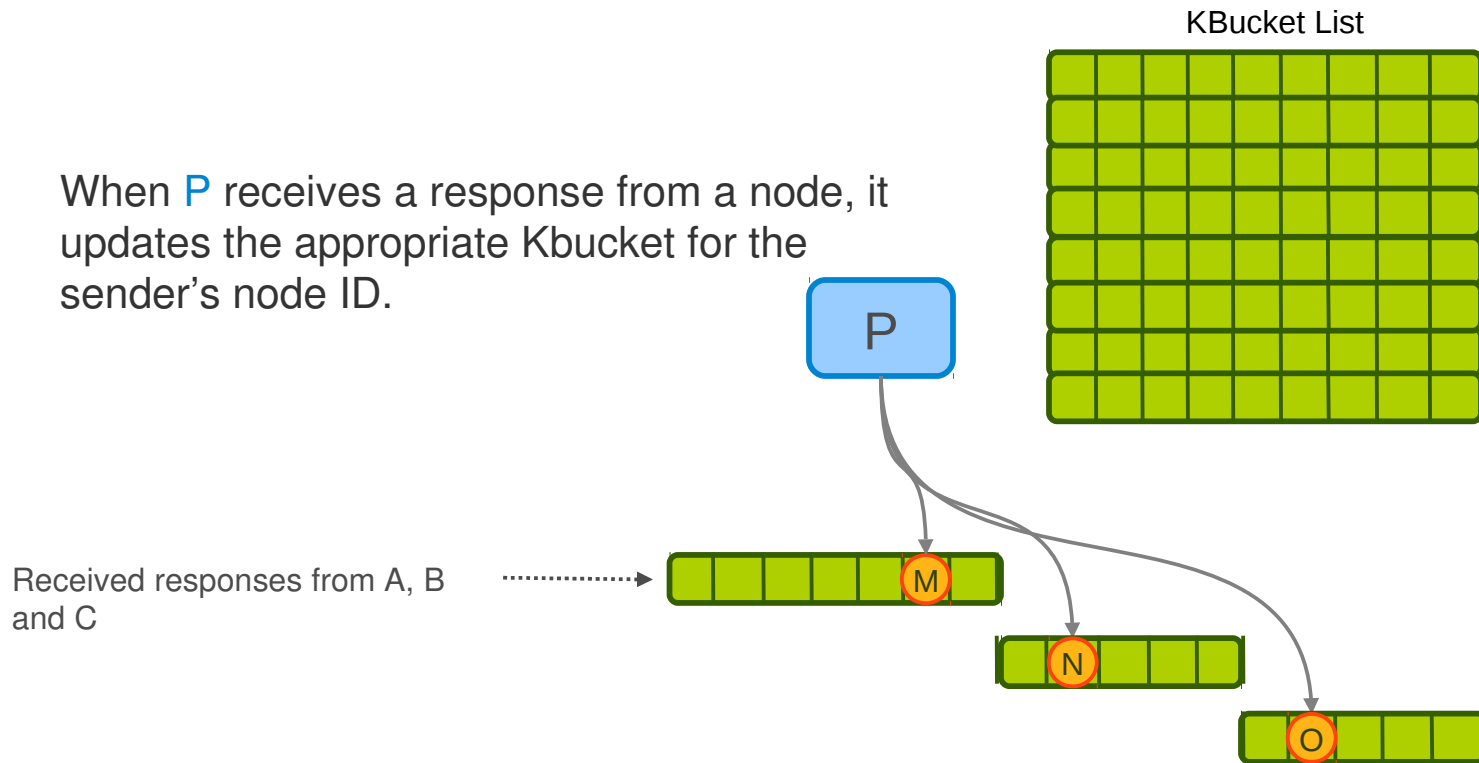 KBucket List
When P receives a response from a node, it
updates the appropriate Kbucket for the
sender’s node ID.
P
Received responses from A, B
and C
M
N
O